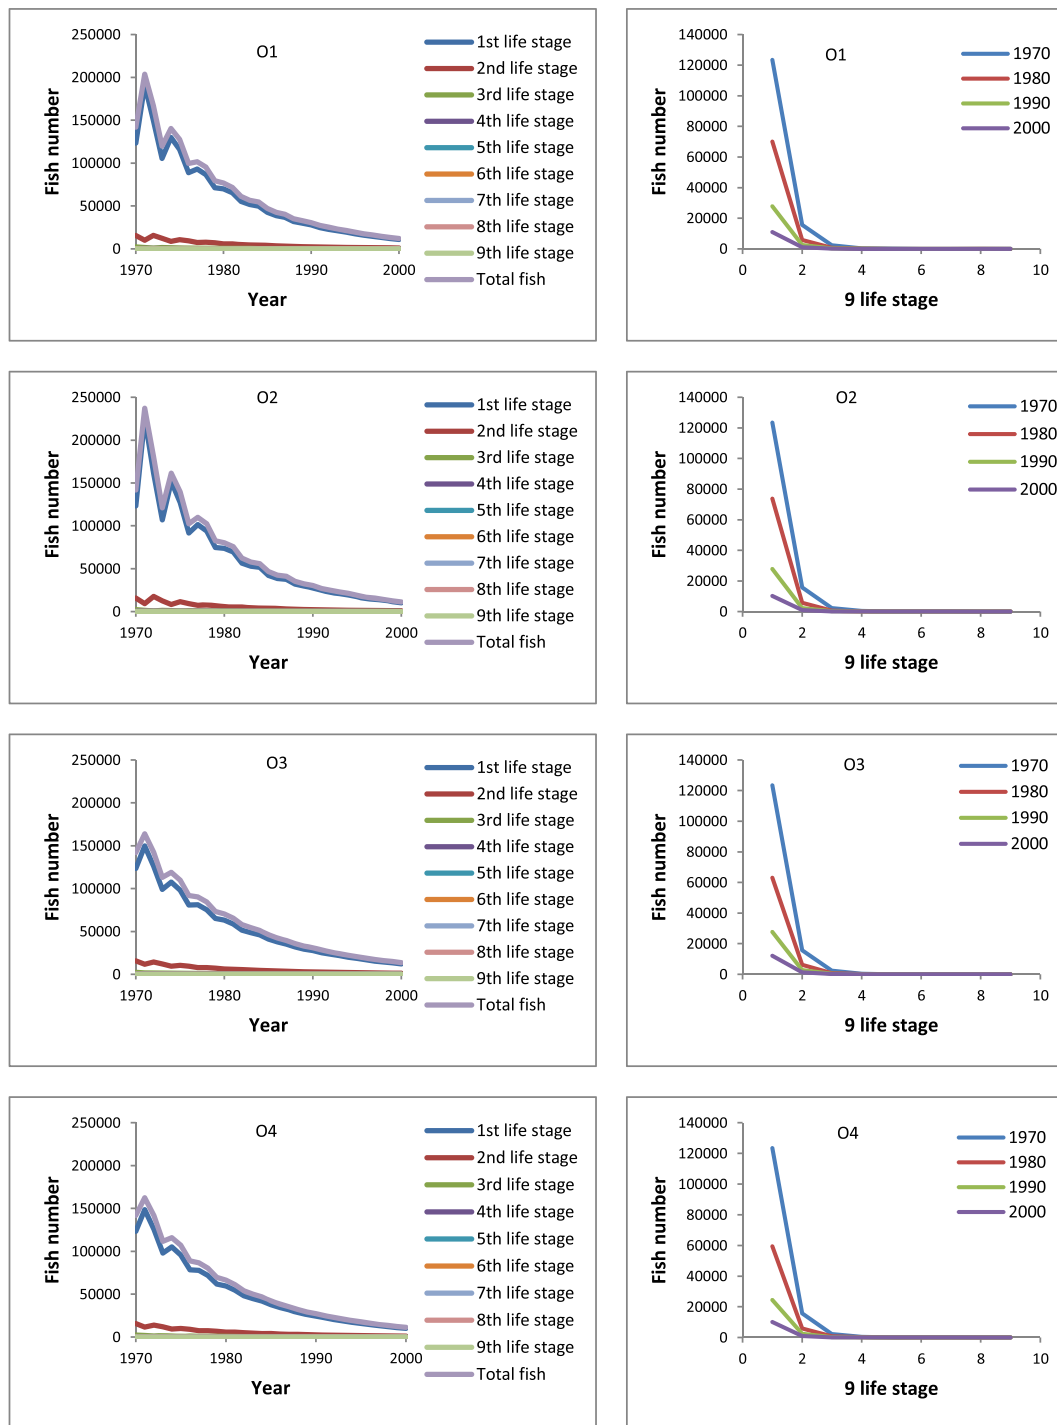 O1
250000
200000
150000
100000
50000
0
Fish number
1970 1980 1990 2000
Year
1st life stage
2nd life stage
3rd life stage
4th life stage
5th life stage
6th life stage
7th life stage
8th life stage
9th life stage
Total fish
O1
140000
120000
100000
80000
60000
40000
20000
0
Fish number
0 2 4 6 8 10
9 life stage
1970
1980
1990
2000
O2
250000
200000
150000
100000
50000
0
Fish number
1970 1980 1990 2000
Year
1st life stage
2nd life stage
3rd life stage
4th life stage
5th life stage
6th life stage
7th life stage
8th life stage
9th life stage
Total fish
O2
140000
120000
100000
80000
60000
40000
20000
0
Fish number
0 2 4 6 8 10
9 life stage
1970
1980
1990
2000
O3
250000
200000
150000
100000
50000
0
Fish number
1970 1980 1990 2000
Year
1st life stage
2nd life stage
3rd life stage
4th life stage
5th life stage
6th life stage
7th life stage
8th life stage
9th life stage
Total fish
O3
140000
120000
100000
80000
60000
40000
20000
0
Fish number
0 2 4 6 8 10
9 life stage
1970
1980
1990
2000
O4
250000
200000
150000
100000
50000
0
Fish number
1970 1980 1990 2000
Year
1st life stage
2nd life stage
3rd life stage
4th life stage
5th life stage
6th life stage
7th life stage
8th life stage
9th life stage
Total fish
O4
140000
120000
100000
80000
60000
40000
20000
0
Fish number
0 2 4 6 8 10
9 life stage
1970
1980
1990
2000